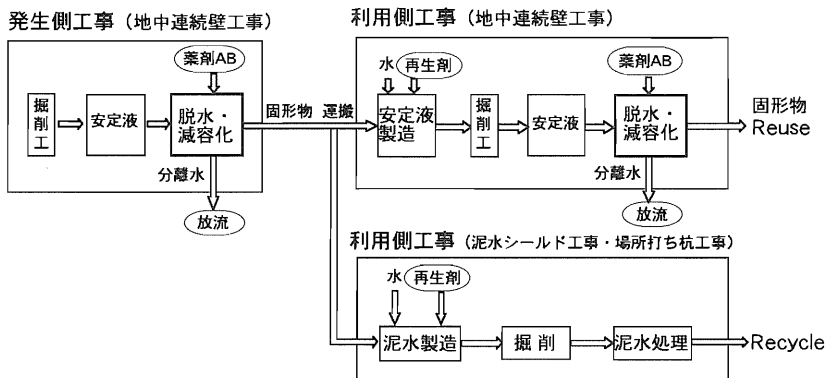 発生側工事（地中連続壁工事）
薬剤AB
掘削工
安定液
脱水・
減容化
分離水
放流
固形物 運搬
利用側工事（地中連続壁工事）
水
再生剤
安定液
製造
掘削工
安定液
薬剤AB
脱水・
減容化
分離水
放流
固形物
Reuse
利用側工事（泥水シールド工事・場所打ち杭工事）
水
再生剤
泥水製造
掘削
泥水処理
Recycle